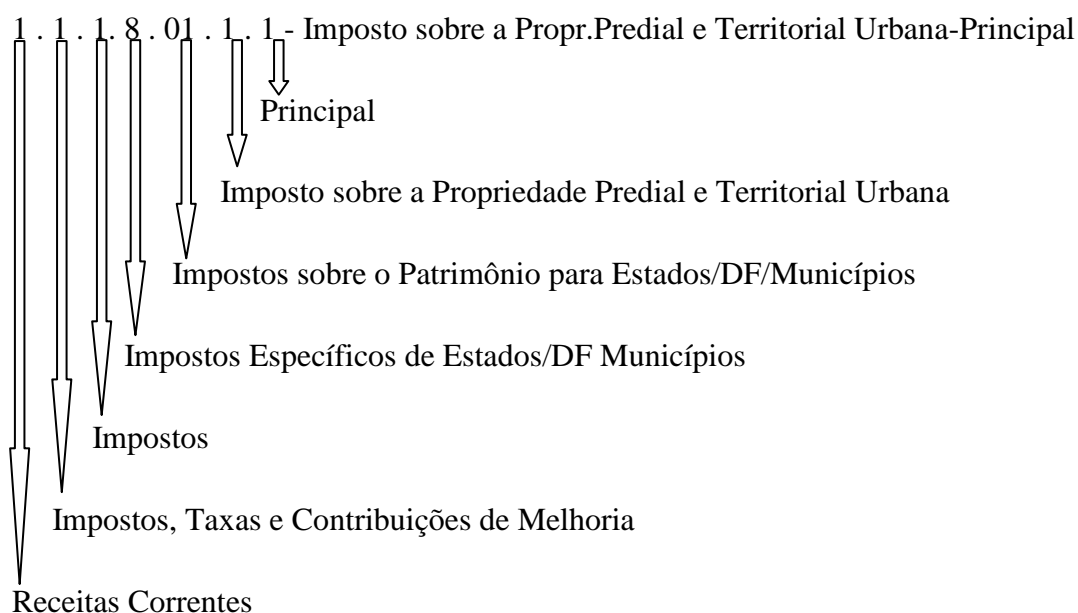 1 . 1 . 1. 8 . 01 . 1 . 1 - Imposto sobre a Propr.Predial e Territorial Urbana-Principal
Principal
Imposto sobre a Propriedade Predial e Territorial Urbana
Impostos sobre o Patrimônio para Estados/DF/Municípios
Impostos Específicos de Estados/DF Municípios
Impostos
Impostos, Taxas e Contribuições de Melhoria
Receitas Correntes